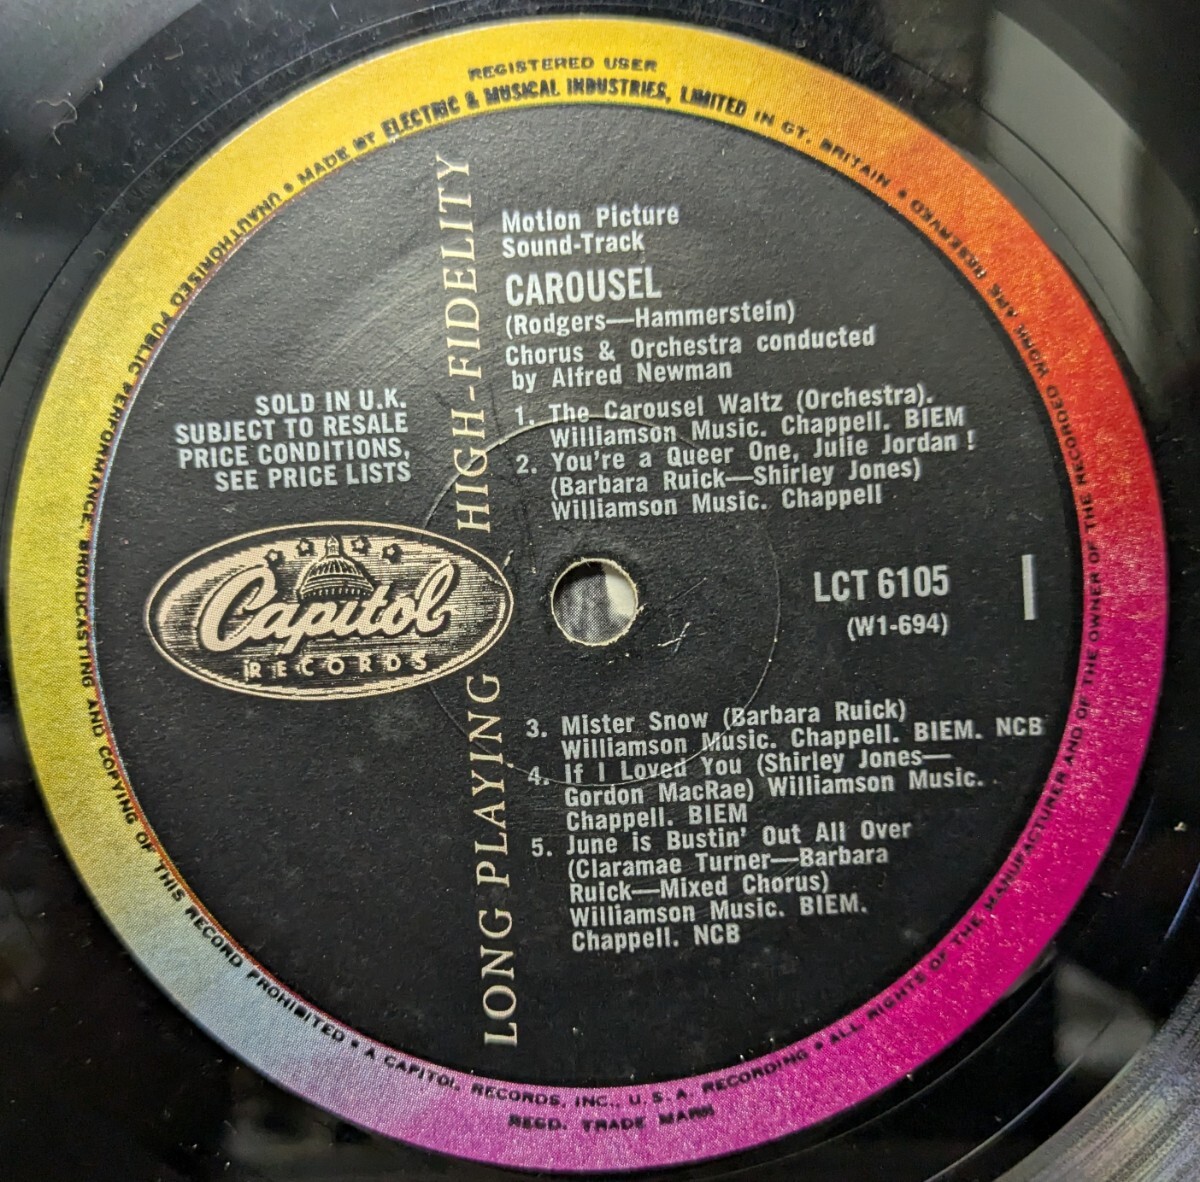 REGISTERED USER
MADE BY ELECTRIC & MUSICAL INDUSTRIES, LIMITED IN GT. BRITAIN • ALL RIGHTS OF THE MANUFACTURER AND OF THE OWNER OF THE RECORDED WORK ARE RESERVED •
UNAUTHORISED PUBLIC PERFORMANCE, BROADCASTING AND COPYING OF THIS RECORD PROHIBITED • A CAPITOL RECORDS, INC., U. S. A. RECORDING •
REGD. TRADE MARK
LONG PLAYING HIGH-FIDELITY
Motion Picture
Sound-Track
CAROUSEL
(Rodgers—Hammerstein)
Chorus & Orchestra conducted
by Alfred Newman
1. The Carousel Waltz (Orchestra).
Williamson Music. Chappell. BIEM
2. You're a Queer One, Julie Jordan!
(Barbara Ruick—Shirley Jones)
Williamson Music. Chappell
SOLD IN U.K.
SUBJECT TO RESALE
PRICE CONDITIONS,
SEE PRICE LISTS
Capitol
RECORDS
LCT 6105
(W1-694)
1
3. Mister Snow (Barbara Ruick)
Williamson Music. Chappell. BIEM. NCB
4. If I Loved You (Shirley Jones—
Gordon MacRae) Williamson Music.
Chappell. BIEM
5. June is Bustin' Out All Over
(Claramae Turner—Barbara
Ruick—Mixed Chorus)
Williamson Music. BIEM.
Chappell. NCB